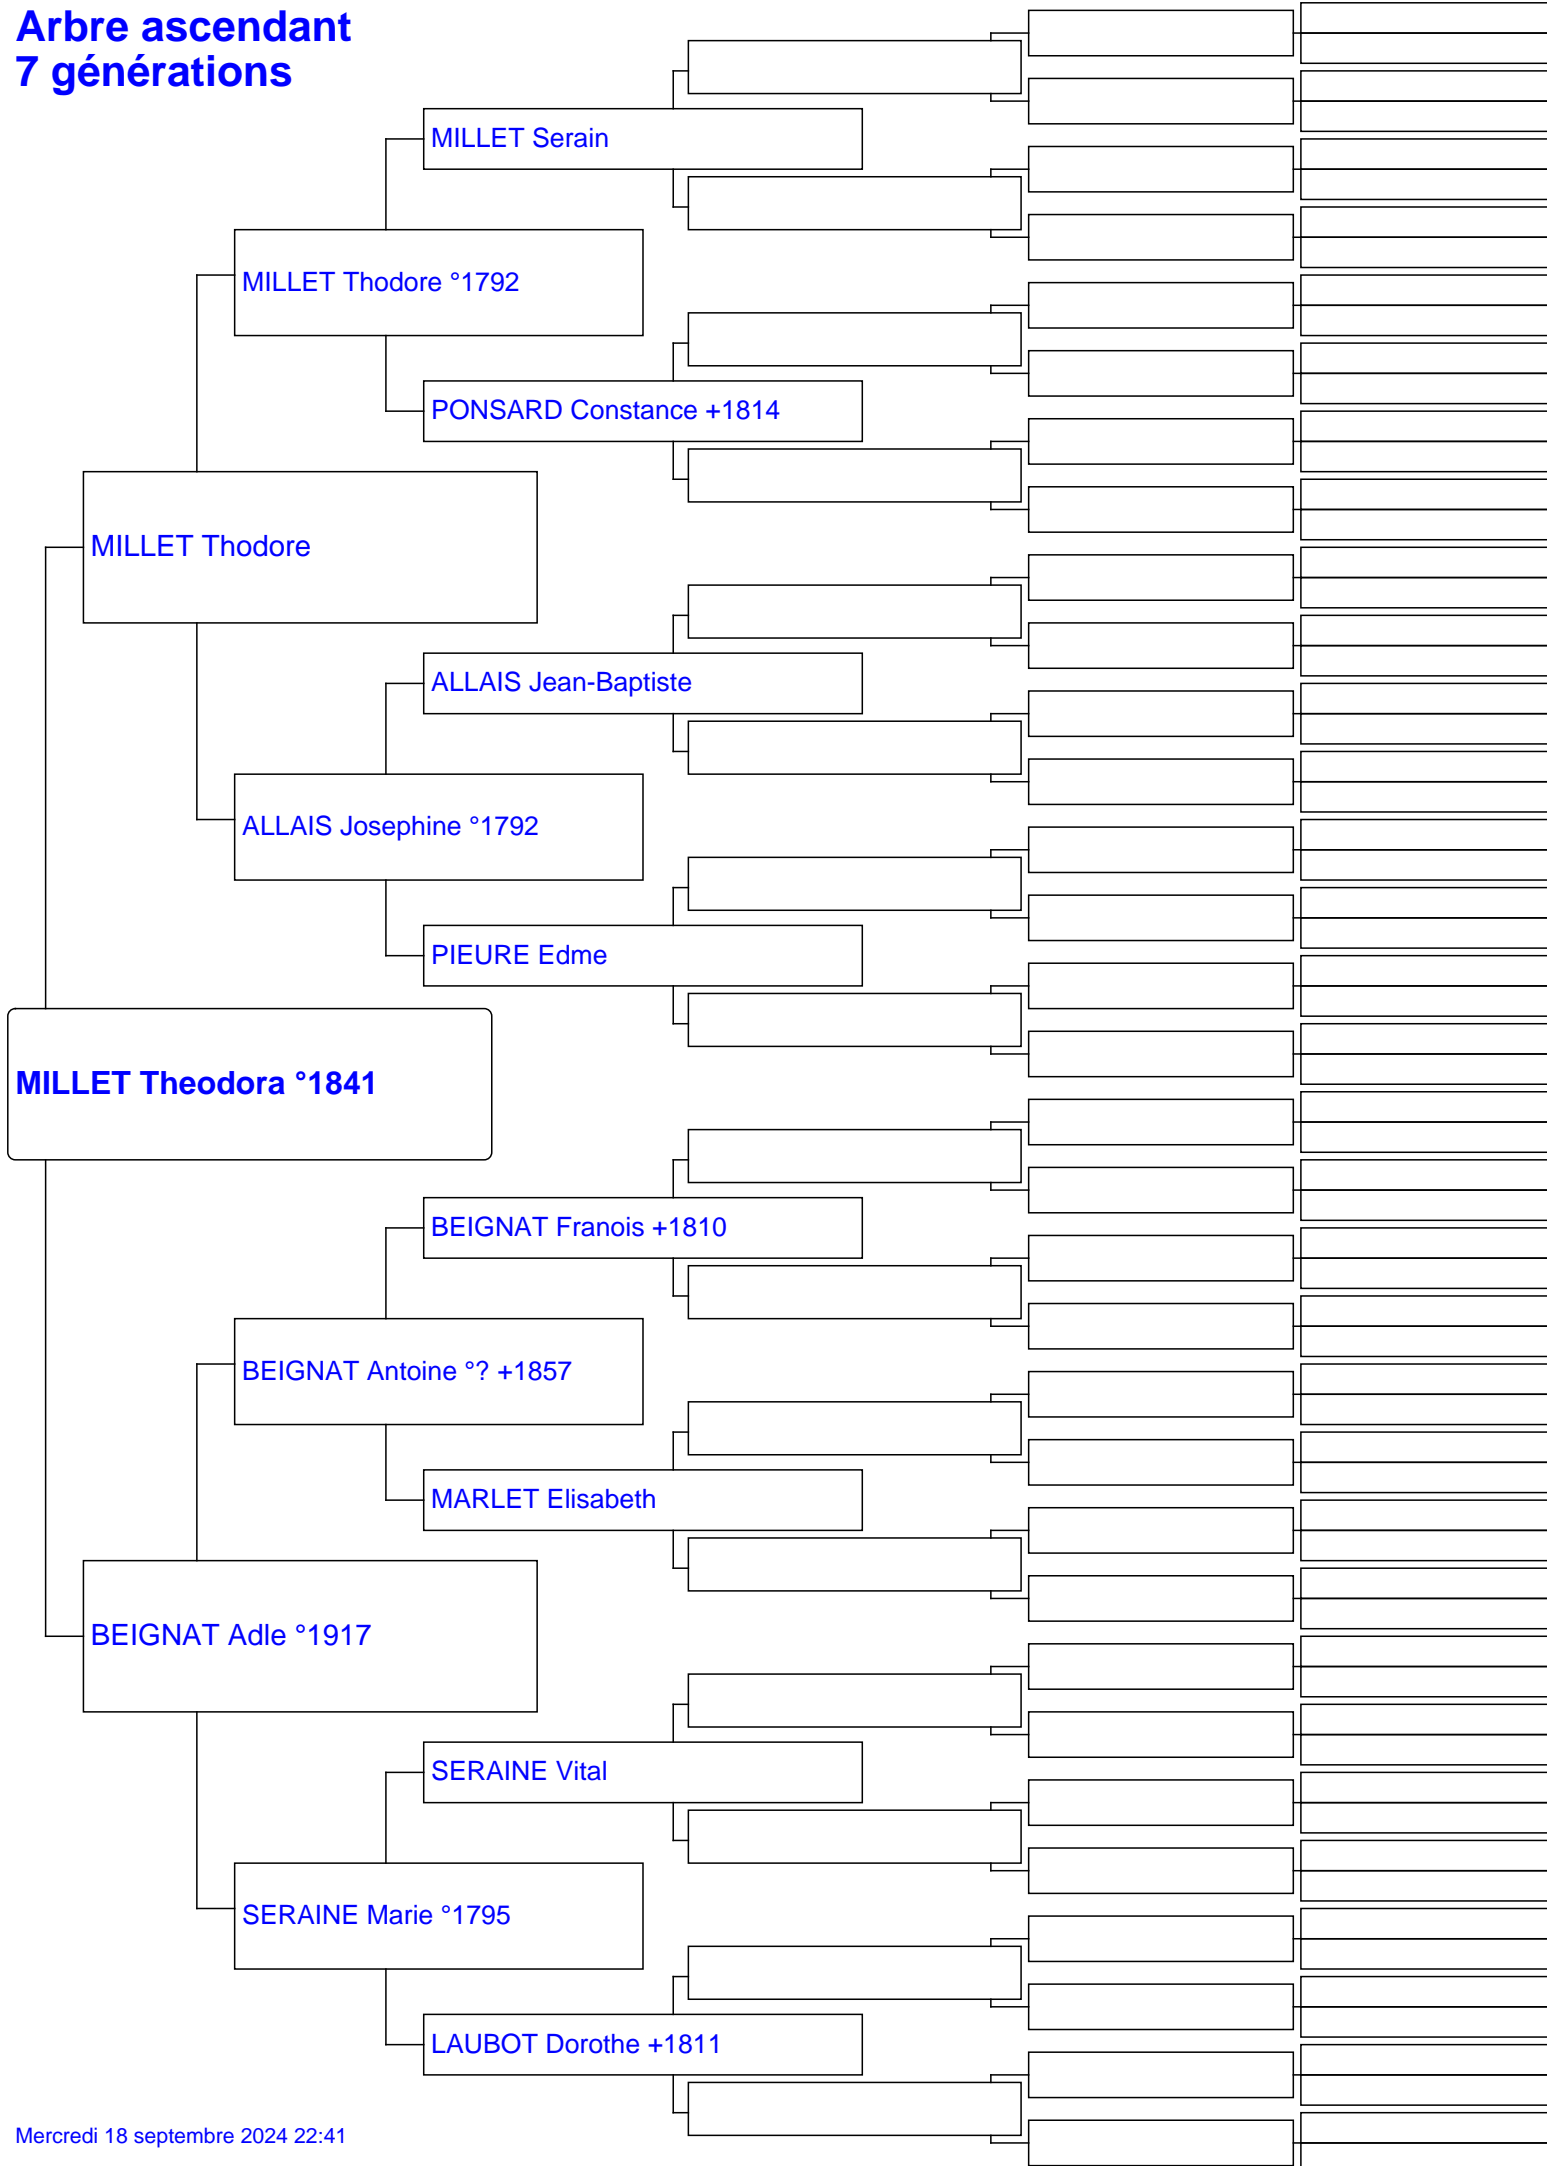 Arbre ascendant
7 générations
MILLET Serain
MILLET Thodore °1792
PONSARD Constance +1814
MILLET Thodore
ALLAIS Jean-Baptiste
ALLAIS Josephine °1792
PIEURE Edme
MILLET Theodora °1841
BEIGNAT Franois +1810
BEIGNAT Antoine °? +1857
MARLET Elisabeth
BEIGNAT Adle °1917
SERAINE Vital
SERAINE Marie °1795
LAUBOT Dorothe +1811
Mercredi 18 septembre 2024 22:41